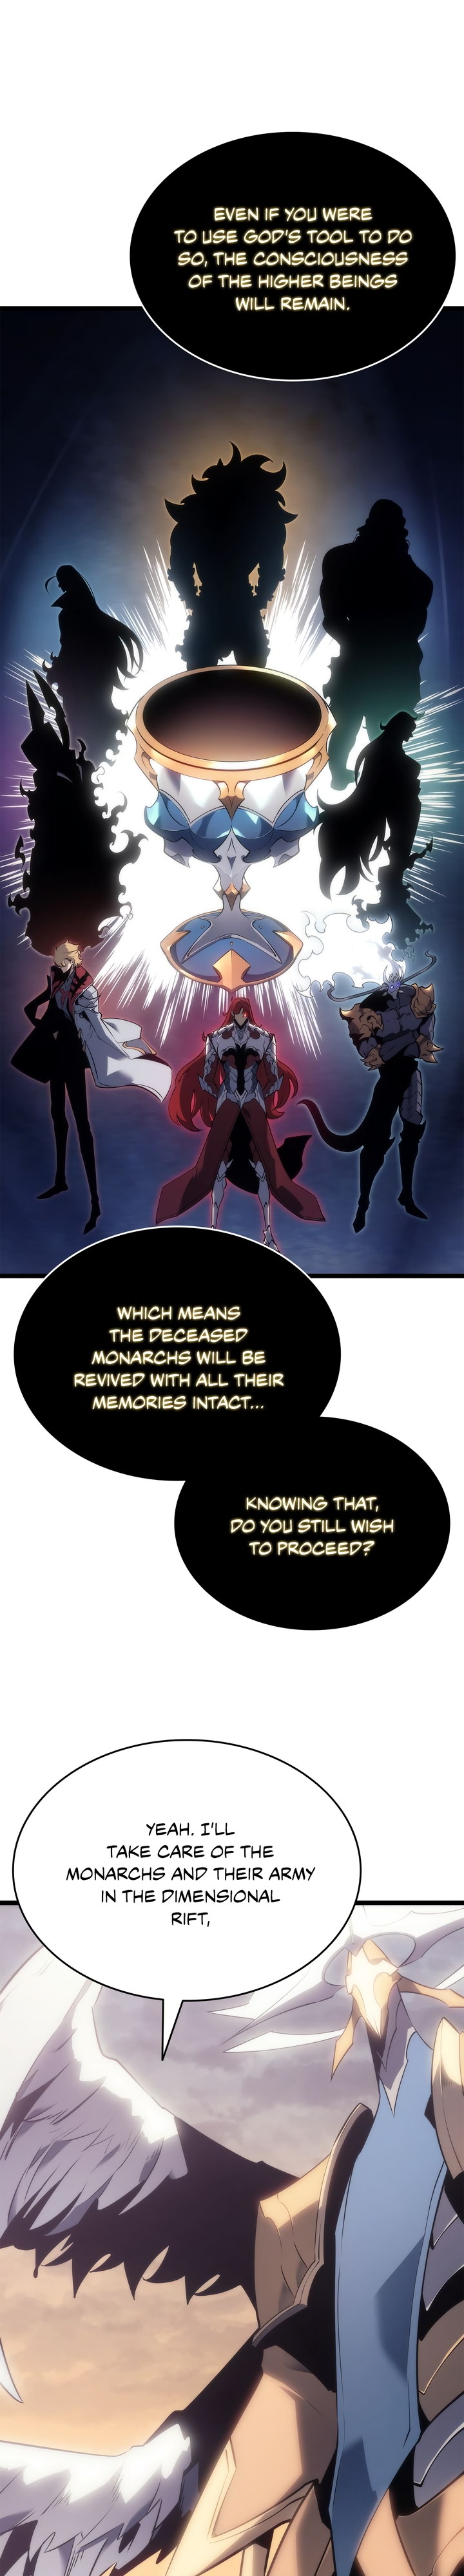 EVEN IF YOU WERE
TO USE GOD'S TOOL TO DO
SO, THE CONSCIOUSNESS
OF THE HIGHER BEINGS
WILL REMAIN.
WHICH MEANS
THE DECEASED
MONARCHS WILL BE
REVIVED WITH ALL THEIR
MEMORIES INTACT...
KNOWING THAT,
DO YOU STILL WISH
TO PROCEED?
YEAH. I'LL
TAKE CARE OF THE
MONARCHS AND THEIR ARMY
IN THE DIMENSIONAL
RIFT,